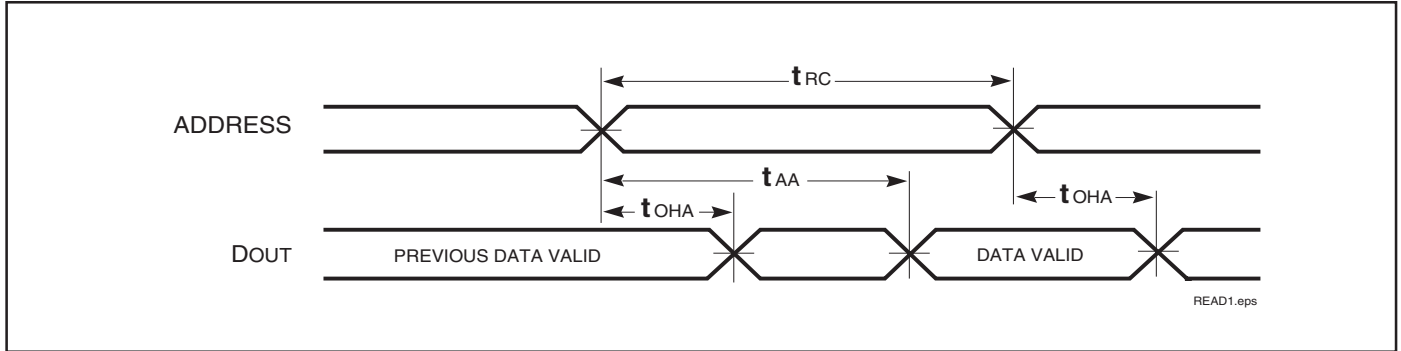 tRC
ADDRESS
tAA
tOHA
tOHA
DOUT
PREVIOUS DATA VALID
DATA VALID
READ1.eps